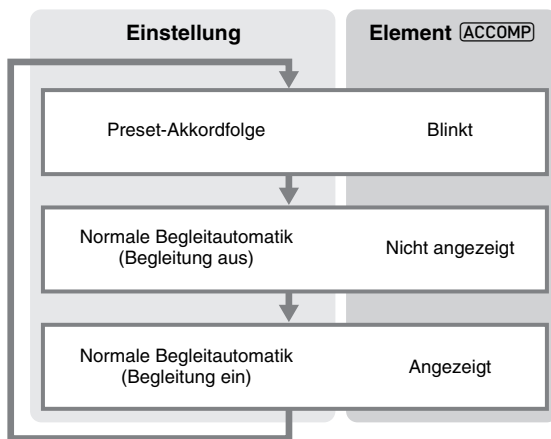 Einstellung Element ACCOMP
Preset-Akkordfolge Blinkt
Normale Begleitautomatik
(Begleitung aus)
Nicht angezeigt
Normale Begleitautomatik
(Begleitung ein)
Angezeigt